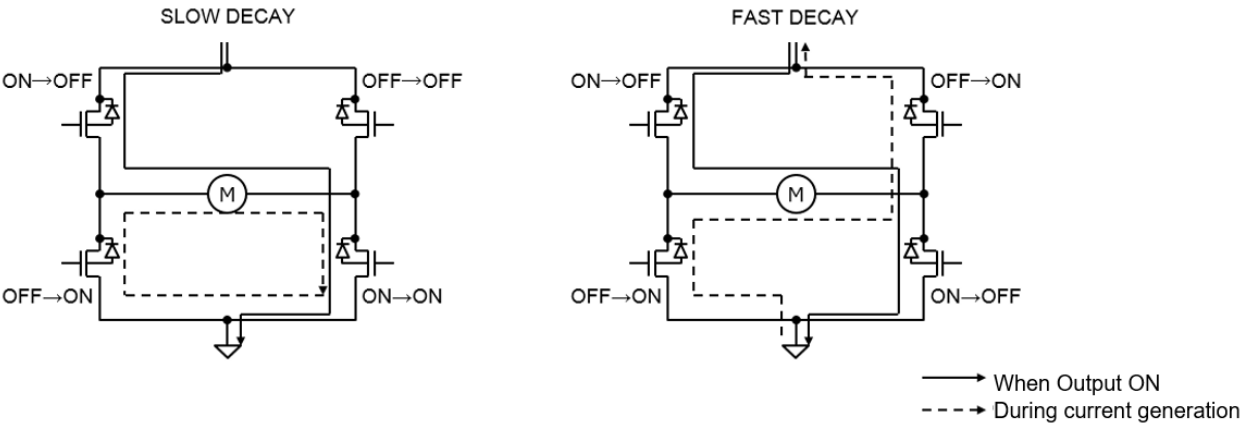 SLOW DECAY
FAST DECAY
ON→OFF
OFF→OFF
ON→OFF
OFF→ON
M
M
OFF→ON
ON→ON
OFF→ON
ON→OFF
When Output ON
During current generation